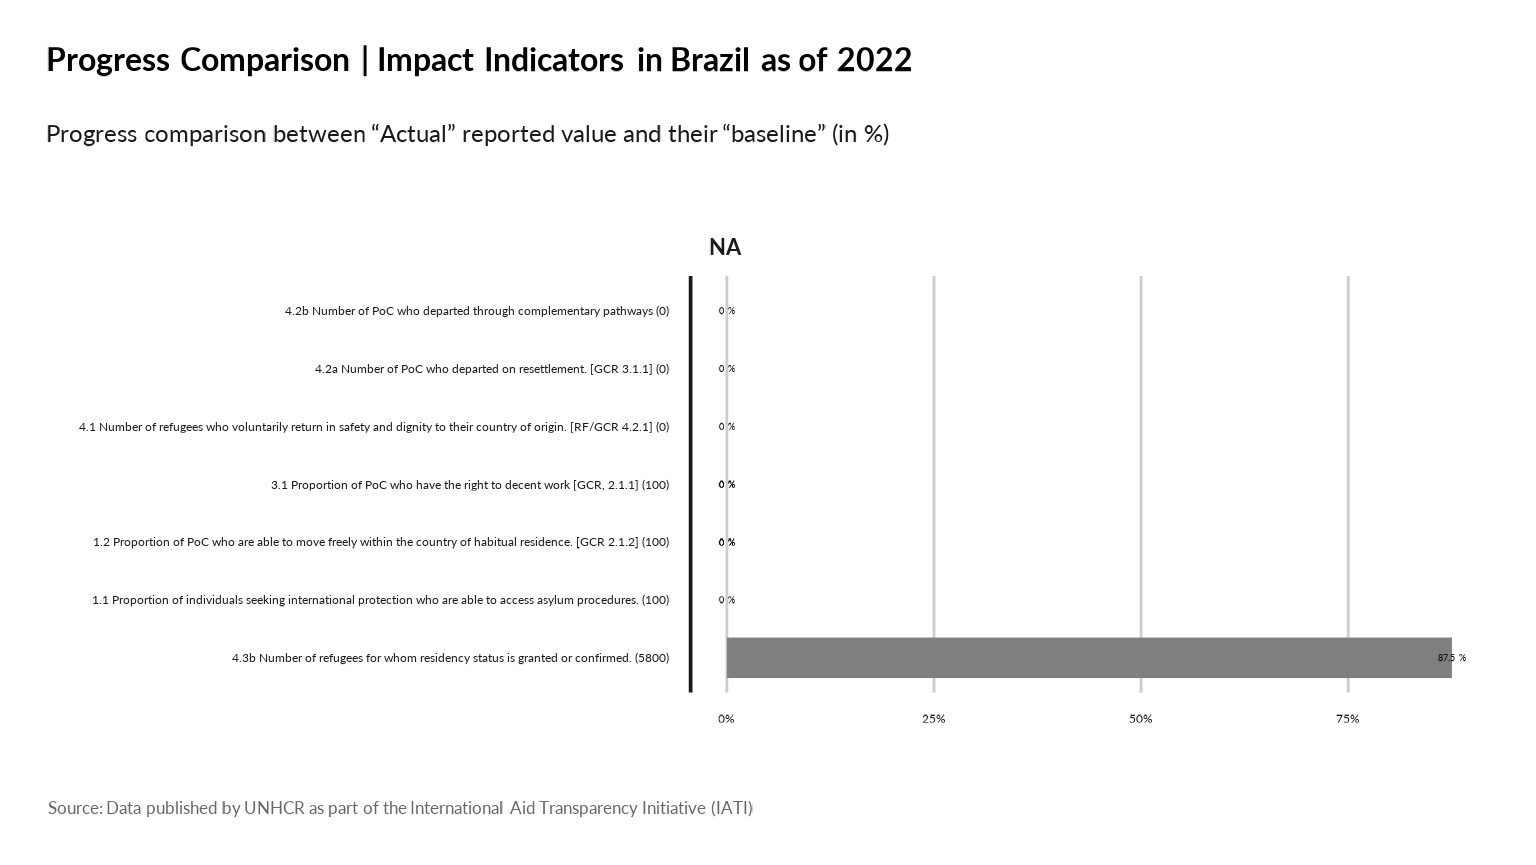 Progress Comparison | Impact Indicators in Brazil as of 2022
Progress comparison between “Actual” reported value and their “baseline” (in %)
NA
4.2b Number of PoC who departed through complementary pathways (0)
0 %
4.2a Number of PoC who departed on resettlement. [GCR 3.1.1] (0)
0 %
4.1 Number of refugees who voluntarily return in safety and dignity to their country of origin. [RF/GCR 4.2.1] (0)
0 %
3.1 Proportion of PoC who have the right to decent work [GCR, 2.1.1] (100)
0 %
1.2 Proportion of PoC who are able to move freely within the country of habitual residence. [GCR 2.1.2] (100)
0 %
1.1 Proportion of individuals seeking international protection who are able to access asylum procedures. (100)
0 %
4.3b Number of refugees for whom residency status is granted or confirmed. (5800)
87.5 %
0%
25%
50%
75%
Source: Data published by UNHCR as part of the International Aid Transparency Initiative (IATI)